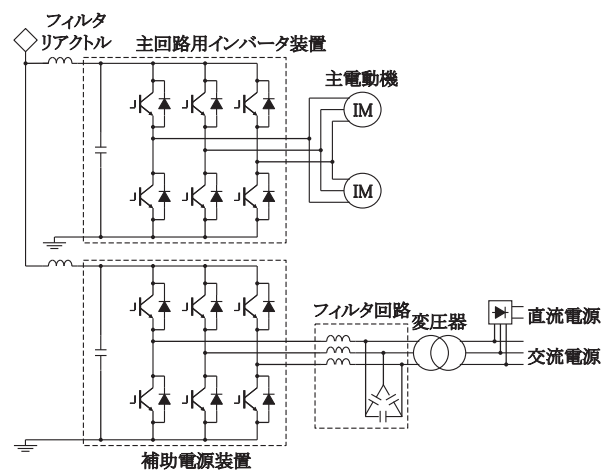 フィルタ
リアクトル
主回路用インバータ装置
主電動機
IM
IM
フィルタ回路
変圧器
直流電源
交流電源
補助電源装置